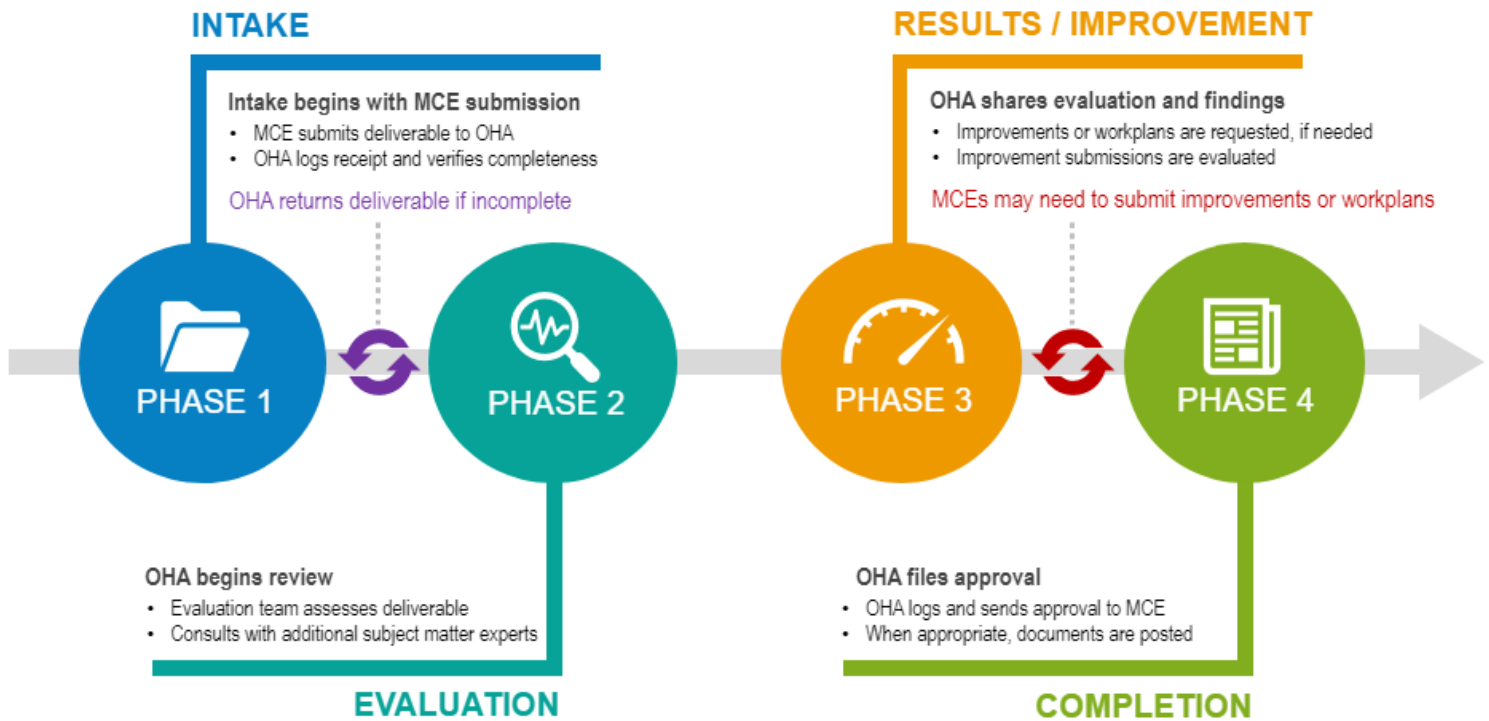 INTAKE
Intake begins with MCE submission
• MCE submits deliverable to OHA
• OHA logs receipt and verifies completeness
OHA returns deliverable if incomplete
PHASE 1
PHASE 2
OHA begins review
• Evaluation team assesses deliverable
• Consults with additional subject matter experts
EVALUATION
RESULTS / IMPROVEMENT
OHA shares evaluation and findings
• Improvements or workplans are requested, if needed
• Improvement submissions are evaluated
MCEs may need to submit improvements or workplans
PHASE 3
PHASE 4
OHA files approval
• OHA logs and sends approval to MCE
• When appropriate, documents are posted
COMPLETION